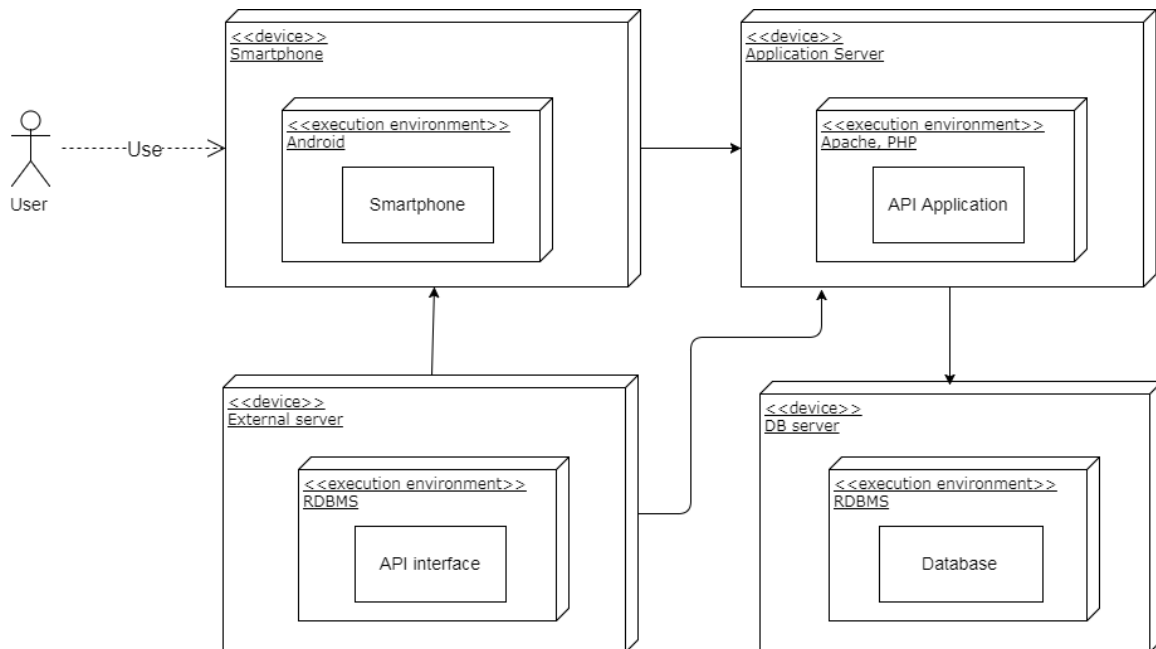 <<device>>
Smartphone
<<execution environment>>
Android
Smartphone
<<device>>
Application Server
<<execution environment>>
Apache, PHP
API Application
Use
User
<<device>>
External server
<<execution environment>>
RDBMS
API interface
<<device>>
DB server
<<execution environment>>
RDBMS
Database